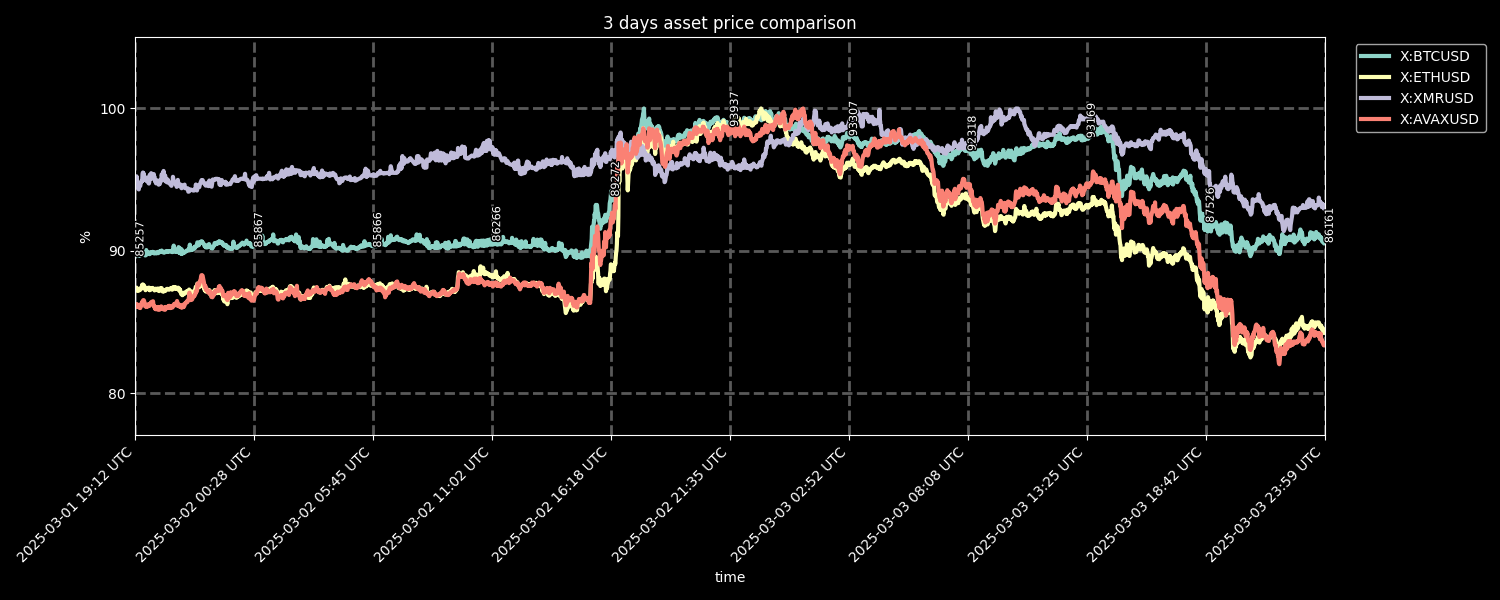 3 days asset price comparison
X:BTCUSD
X:ETHUSD
X:XMRUSD
X:AVAXUSD
100
90
80
%
85257
85867
85866
86266
89272
93937
93307
92318
93169
87526
86161
2025-03-01 19:12 UTC
2025-03-02 00:28 UTC
2025-03-02 05:45 UTC
2025-03-02 11:02 UTC
2025-03-02 16:18 UTC
2025-03-02 21:35 UTC
2025-03-03 02:52 UTC
2025-03-03 08:08 UTC
2025-03-03 13:25 UTC
2025-03-03 18:42 UTC
2025-03-03 23:59 UTC
time